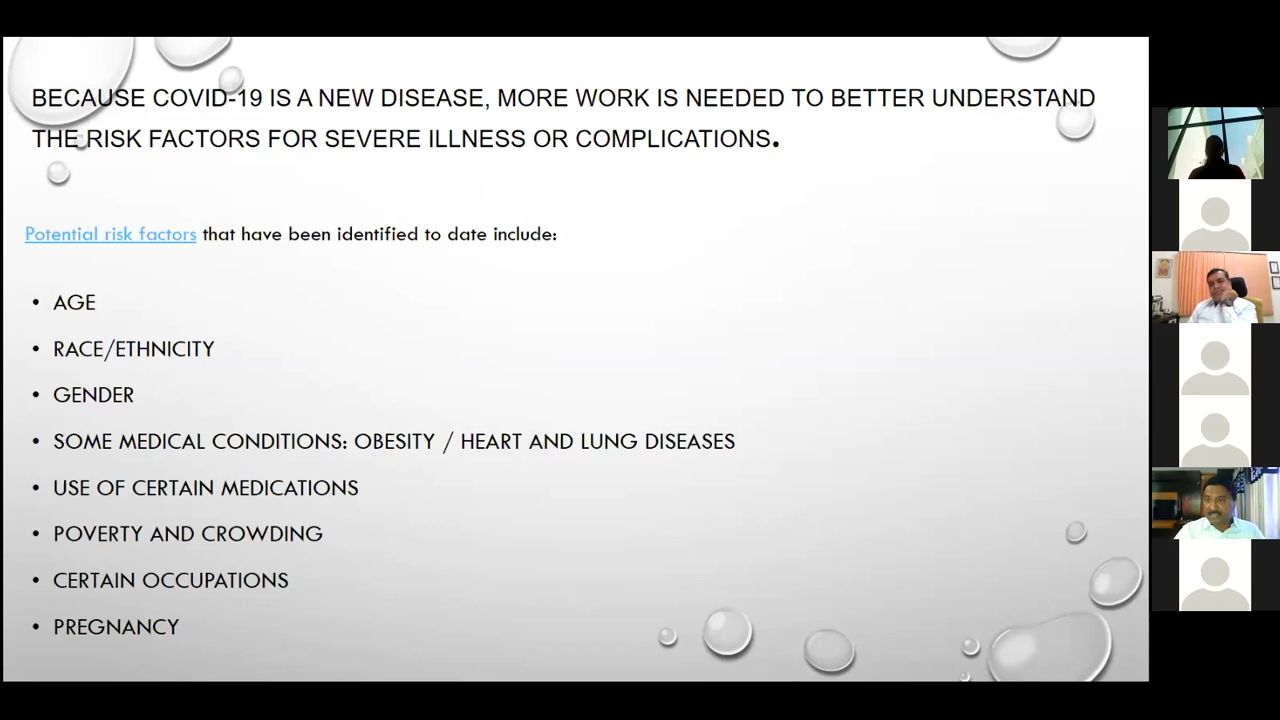 BECAUSE COVID-19 IS A NEW DISEASE, MORE WORK IS NEEDED TO BETTER UNDERSTAND
THE RISK FACTORS FOR SEVERE ILLNESS OR COMPLICATIONS.
Potential risk factors that have been identified to date include:
• AGE
• RACE/ETHNICITY
• GENDER
• SOME MEDICAL CONDITIONS: OBESITY / HEART AND LUNG DISEASES
• USE OF CERTAIN MEDICATIONS
• POVERTY AND CROWDING
• CERTAIN OCCUPATIONS
• PREGNANCY